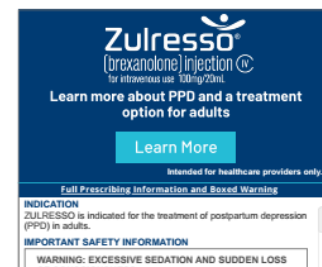 Zulresso®
(brexanolone) injection CIV
for intravenous use 100mg/20mL
Learn more about PPD and a treatment
option for adults
Learn More
Intended for healthcare providers only.
Full Prescribing Information and Boxed Warning
INDICATION
ZULRESSO is indicated for the treatment of postpartum depression
(PPD) in adults.
IMPORTANT SAFETY INFORMATION
WARNING: EXCESSIVE SEDATION AND SUDDEN LOSS